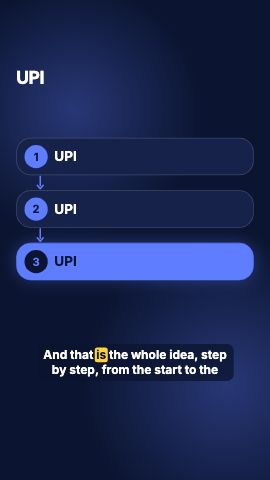 UPI
1 UPI
2 UPI
3 UPI
And that is the whole idea, step
by step, from the start to the